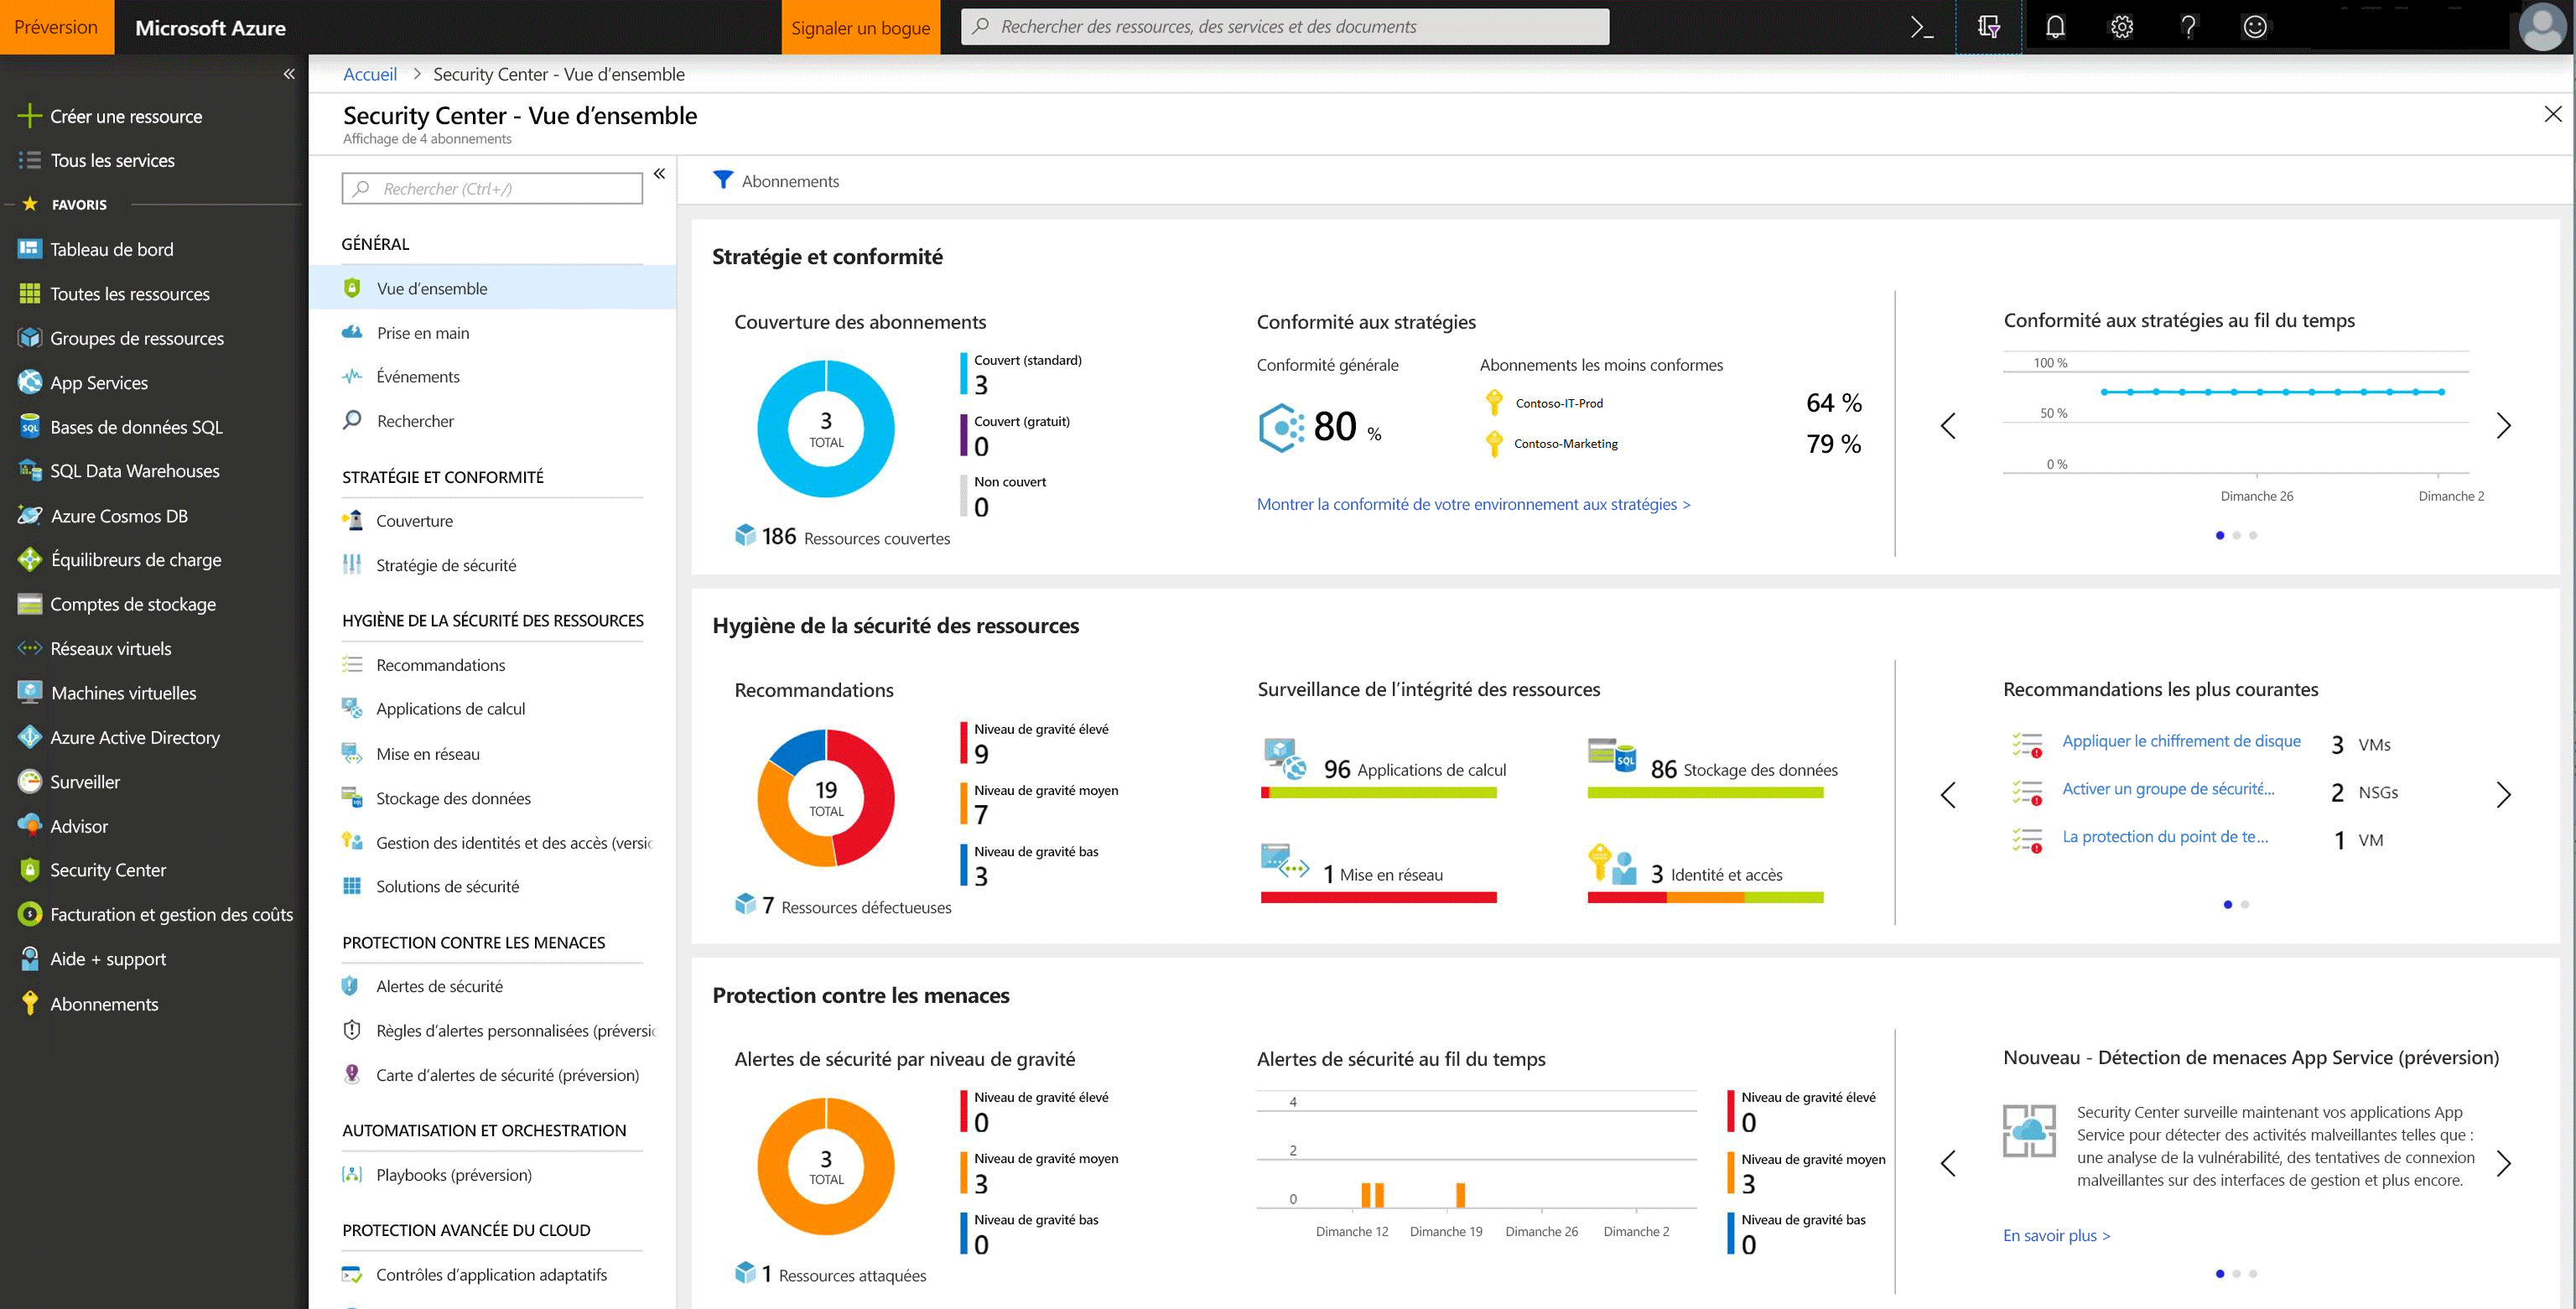 Préversion
Microsoft Azure
Signaler un bogue
Rechercher des ressources, des services et des documents
«
Créer une ressource
Tous les services
FAVORIS
Tableau de bord
Toutes les ressources
Groupes de ressources
App Services
Bases de données SQL
SQL Data Warehouses
Azure Cosmos DB
Équilibreurs de charge
Comptes de stockage
Réseaux virtuels
Machines virtuelles
Azure Active Directory
Surveiller
Advisor
Security Center
Facturation et gestion des coûts
Aide + support
Abonnements
Accueil > Security Center - Vue d’ensemble
Security Center - Vue d’ensemble
Affichage de 4 abonnements
Rechercher (Ctrl+/)
«
GÉNÉRAL
Vue d’ensemble
Prise en main
Événements
Rechercher
STRATÉGIE ET CONFORMITÉ
Couverture
Stratégie de sécurité
HYGIÈNE DE LA SÉCURITÉ DES RESSOURCES
Recommandations
Applications de calcul
Mise en réseau
Stockage des données
Gestion des identités et des accès (versic
Solutions de sécurité
PROTECTION CONTRE LES MENACES
Alertes de sécurité
Règles d’alertes personnalisées (préversic
Carte d’alertes de sécurité (préversion)
AUTOMATISATION ET ORCHESTRATION
Playbooks (préversion)
PROTECTION AVANCÉE DU CLOUD
Contrôles d’application adaptatifs
Abonnements
Stratégie et conformité
Couverture des abonnements
3
TOTAL
Couvert (standard)
3
Couvert (gratuit)
0
Non couvert
0
186 Ressources couvertes
Conformité aux stratégies
Conformité générale
80 %
Abonnements les moins conformes
Contoso-IT-Prod 64 %
Contoso-Marketing 79 %
Montrer la conformité de votre environnement aux stratégies >
Conformité aux stratégies au fil du temps
100 %
50 %
0 %
Dimanche 26 Dimanche 2
Hygiène de la sécurité des ressources
Recommandations
19
TOTAL
Niveau de gravité élevé
9
Niveau de gravité moyen
7
Niveau de gravité bas
3
7 Ressources défectueuses
Surveillance de l’intégrité des ressources
96 Applications de calcul
SQL
86 Stockage des données
1 Mise en réseau
3 Identité et accès
Recommandations les plus courantes
Appliquer le chiffrement de disque 3 VMs
Activer un groupe de sécurité... 2 NSGs
La protection du point de te... 1 VM
Protection contre les menaces
Alertes de sécurité par niveau de gravité
3
TOTAL
Niveau de gravité élevé
0
Niveau de gravité moyen
3
Niveau de gravité bas
0
1 Ressources attaquées
Alertes de sécurité au fil du temps
4
2
0
Dimanche 12 Dimanche 19 Dimanche 26 Dimanche 2
Niveau de gravité élevé
0
Niveau de gravité moyen
3
Niveau de gravité bas
0
Nouveau - Détection de menaces App Service (préversion)
Security Center surveille maintenant vos applications App
Service pour détecter des activités malveillantes telles que :
une analyse de la vulnérabilité, des tentatives de connexion
malveillantes sur des interfaces de gestion et plus encore.
En savoir plus >